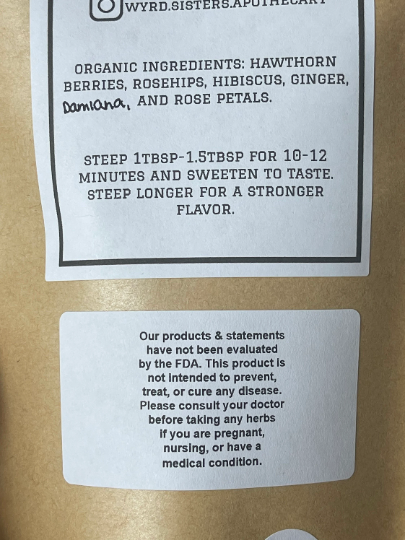 WYRD.SISTERS.APOTHECARY
ORGANIC INGREDIENTS: HAWTHORN
BERRIES, ROSEHIPS, HIBISCUS, GINGER,
Damiana, AND ROSE PETALS.
STEEP 1TBSP-1.5TBSP FOR 10-12
MINUTES AND SWEETEN TO TASTE.
STEEP LONGER FOR A STRONGER
FLAVOR.
Our products & statements
have not been evaluated
by the FDA. This product is
not intended to prevent,
treat, or cure any disease.
Please consult your doctor
before taking any herbs
if you are pregnant,
nursing, or have a
medical condition.